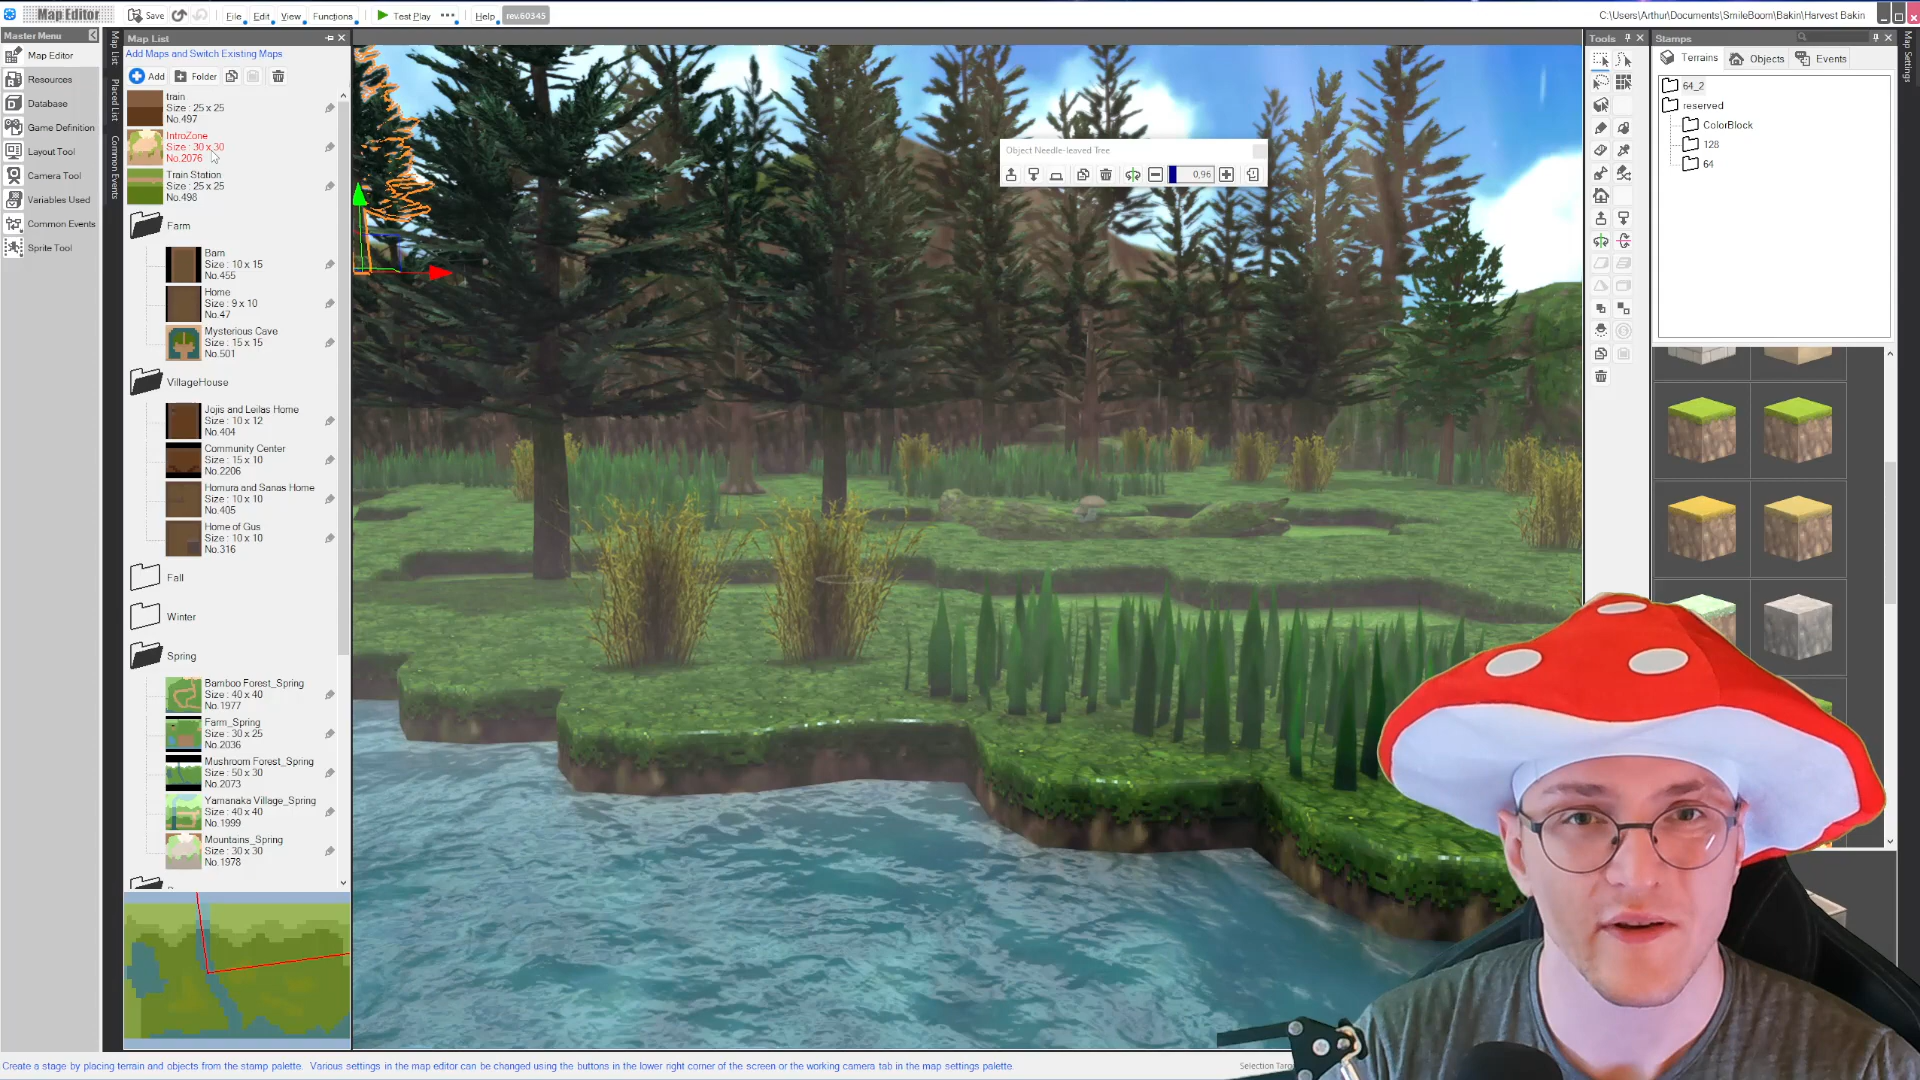 Map Editor
Save
File
Edit
View
Functions
Test Play
Help
rev.60345
C:\Users\Arthur\Documents\SmileBoom\Bakin\Harvest Bakin
Master Menu
Map Editor
Resources
Database
Game Definition
Layout Tool
Camera Tool
Variables Used
Common Events
Sprite Tool
Map List
Placed List
Common Events
Map List
Add Maps and Switch Existing Maps
Add
Folder
train
Size : 25 x 25
No.497
IntroZone
Size : 30 x 30
No.2076
Train Station
Size : 25 x 25
No.498
Farm
Barn
Size : 10 x 15
No.455
Home
Size : 9 x 10
No.47
Mysterious Cave
Size : 15 x 15
No.501
VillageHouse
Jojis and Leilas Home
Size : 10 x 12
No.404
Community Center
Size : 15 x 10
No.2206
Homura and Sanas Home
Size : 10 x 10
No.405
Home of Gus
Size : 10 x 10
No.316
Fall
Winter
Spring
Bamboo Forest_Spring
Size : 40 x 40
No.1977
Farm_Spring
Size : 30 x 25
No.2036
Mushroom Forest_Spring
Size : 50 x 30
No.2073
Yamanaka Village_Spring
Size : 40 x 40
No.1999
Mountains_Spring
Size : 30 x 30
No.1978
Object Needle-leaved Tree
0,96
Tools
Stamps
Terrains
Objects
Events
64_2
reserved
ColorBlock
128
64
Map Settings
Create a stage by placing terrain and objects from the stamp palette.  Various settings in the map editor can be changed using the buttons in the lower right corner of the screen or the working camera tab in the map settings palette.
Selection